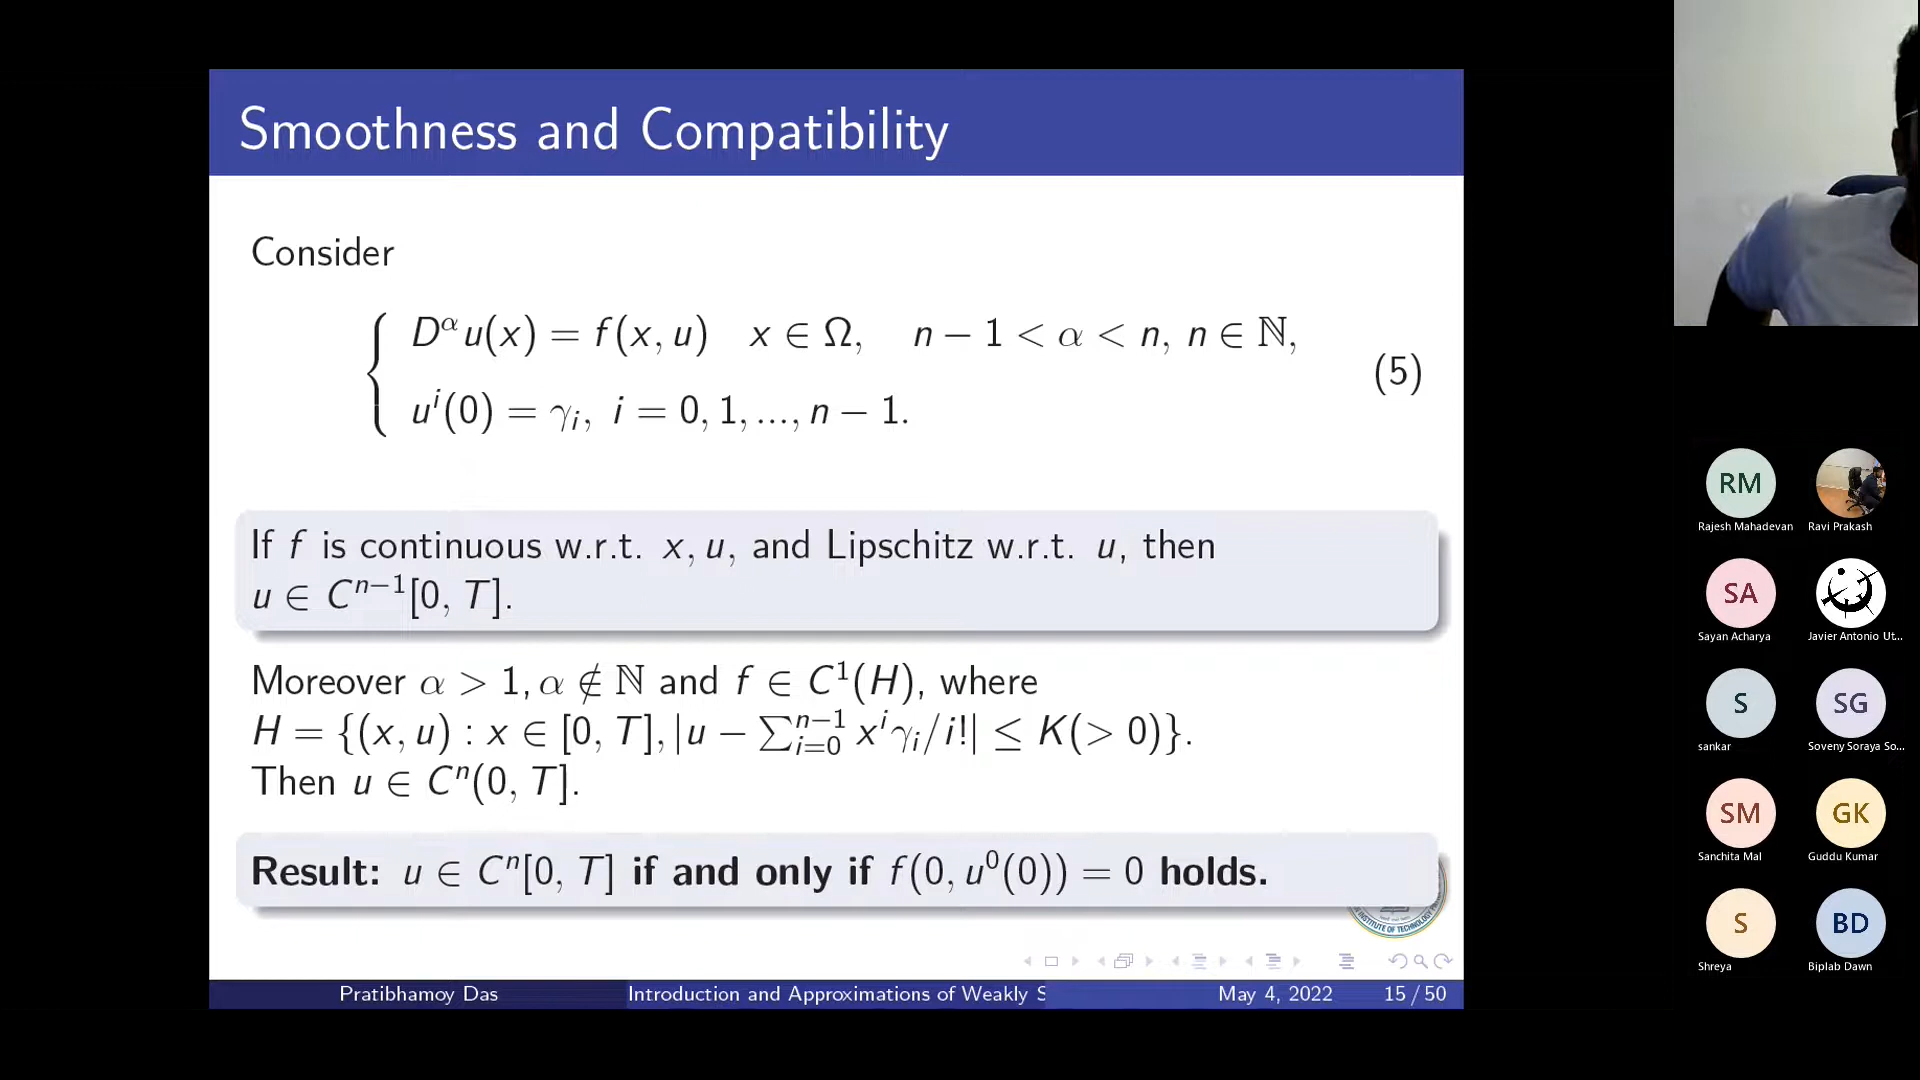 Smoothness and Compatibility
Consider
D^α u(x) = f(x, u) x ∈ Ω, n − 1 < α < n, n ∈ ℕ,
u^i(0) = γ_i, i = 0, 1, ..., n − 1.
(5)
If f is continuous w.r.t. x, u, and Lipschitz w.r.t. u, then
u ∈ C^{n−1}[0, T].
Moreover α > 1, α ∉ ℕ and f ∈ C^1(H), where
H = {(x, u) : x ∈ [0, T], |u − ∑_{i=0}^{n−1} x^i γ_i/i!| ≤ K(> 0)}.
Then u ∈ C^n(0, T].
Result: u ∈ C^n[0, T] if and only if f(0, u^0(0)) = 0 holds.
INSTITUTE OF TECHNOLOGY
Pratibhamoy Das
Introduction and Approximations of Weakly S
May 4, 2022
15 / 50
RM
Rajesh Mahadevan
Ravi Prakash
SA
Sayan Acharya
Javier Antonio Ut...
S
sankar
SG
Soveny Soraya So...
SM
Sanchita Mal
GK
Guddu Kumar
S
Shreya
BD
Biplab Dawn